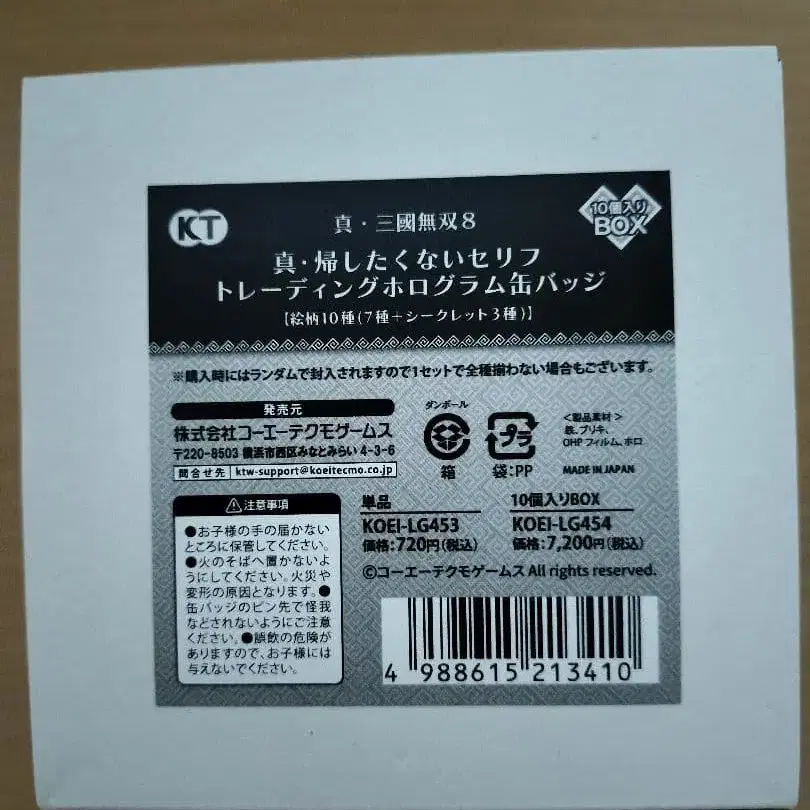 KT
真・三國無双8
10個入り
BOX
真・帰したくないセリフ
トレーディングホログラム缶バッジ
【絵柄10種(7種+シークレット3種)】
※購入時にはランダムで封入されますので1セットで全種揃わない場合もございます。
発売元
株式会社コーエーテクモゲームス
〒220-8503 横浜市西区みなとみらい4-3-6
問合せ先 ktw-support@koeitecmo.co.jp
ダンボール
箱
プラ
袋:PP
<製品素材>
鉄、ブリキ、
OHPフィルム、ホロ
MADE IN JAPAN
⚠注意事項
●お子様の手の届かない
ところに保管してください。
●火のそばへ置かないよ
うにしてください。火災や
変形の原因となります。●
缶バッジのピン先で怪我
などされないようにご注意
ください。●誤飲の危険が
ありますので、お子様には
与えないでください。
単品
KOEI-LG453
価格:720円(税込)
10個入りBOX
KOEI-LG454
価格:7,200円(税込)
©コーエーテクモゲームス All rights reserved.
4 988615 213410